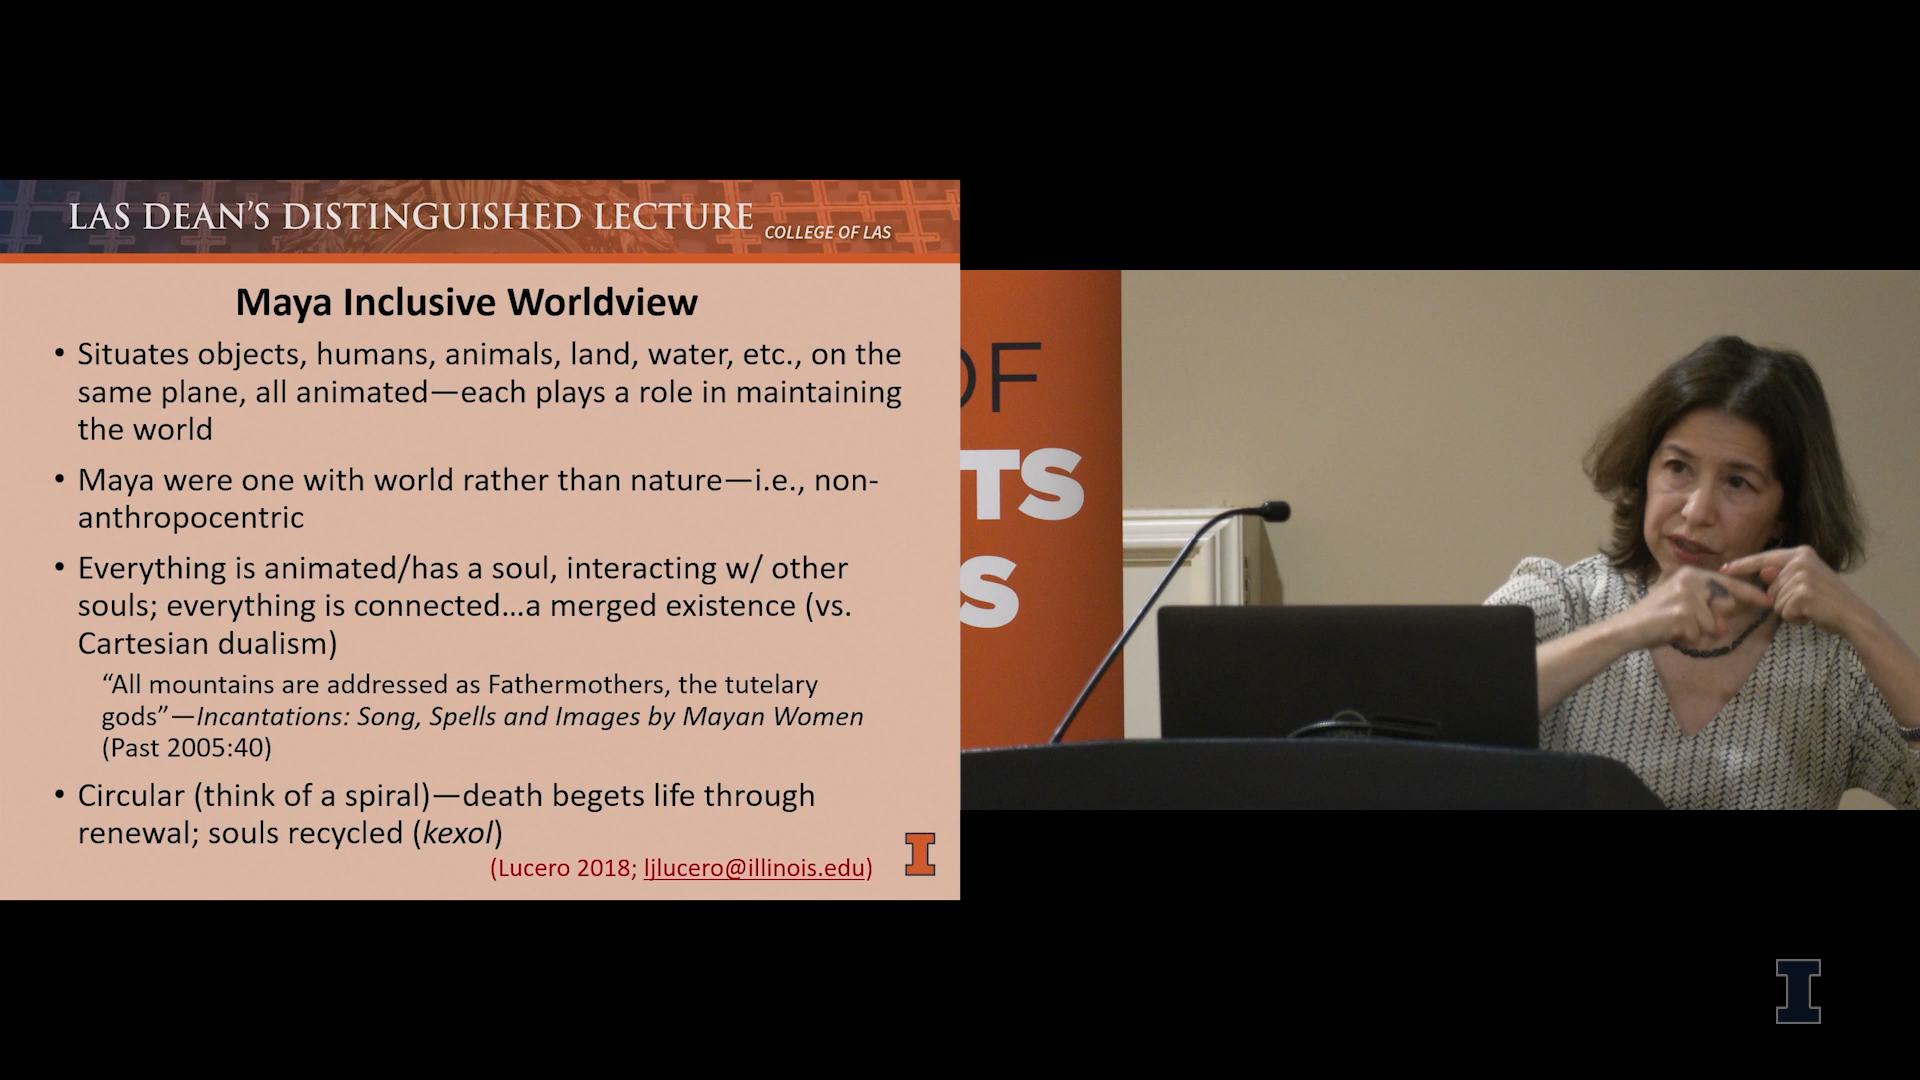 LAS DEAN'S DISTINGUISHED LECTURE COLLEGE OF LAS
Maya Inclusive Worldview
• Situates objects, humans, animals, land, water, etc., on the
same plane, all animated—each plays a role in maintaining
the world
• Maya were one with world rather than nature—i.e., non-
anthropocentric
• Everything is animated/has a soul, interacting w/ other
souls; everything is connected…a merged existence (vs.
Cartesian dualism)
“All mountains are addressed as Fathermothers, the tutelary
gods”—Incantations: Song, Spells and Images by Mayan Women
(Past 2005:40)
• Circular (think of a spiral)—death begets life through
renewal; souls recycled (kexol)
(Lucero 2018; ljlucero@illinois.edu)
I
OF
TS
S
I